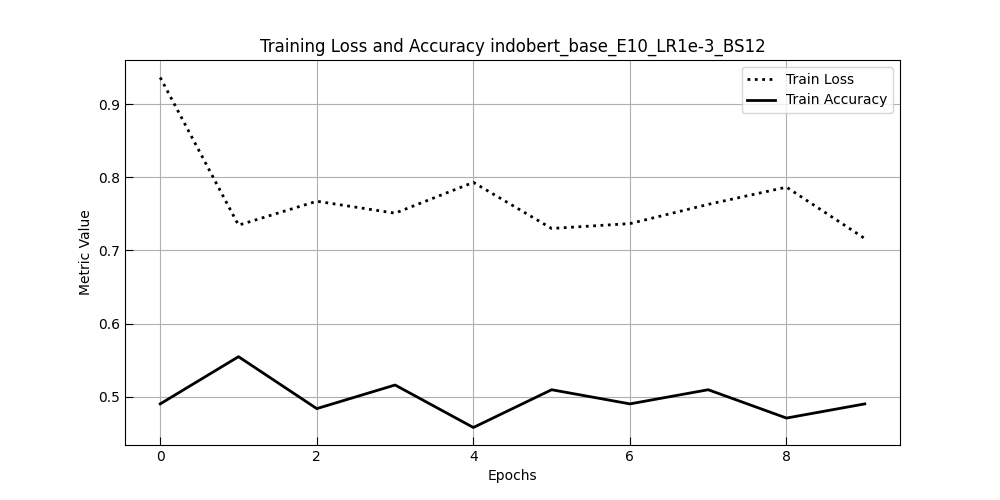 Training Loss and Accuracy indobert_base_E10_LR1e-3_BS12
Train Loss
Train Accuracy
Metric Value
0.9
0.8
0.7
0.6
0.5
0 2 4 6 8
Epochs